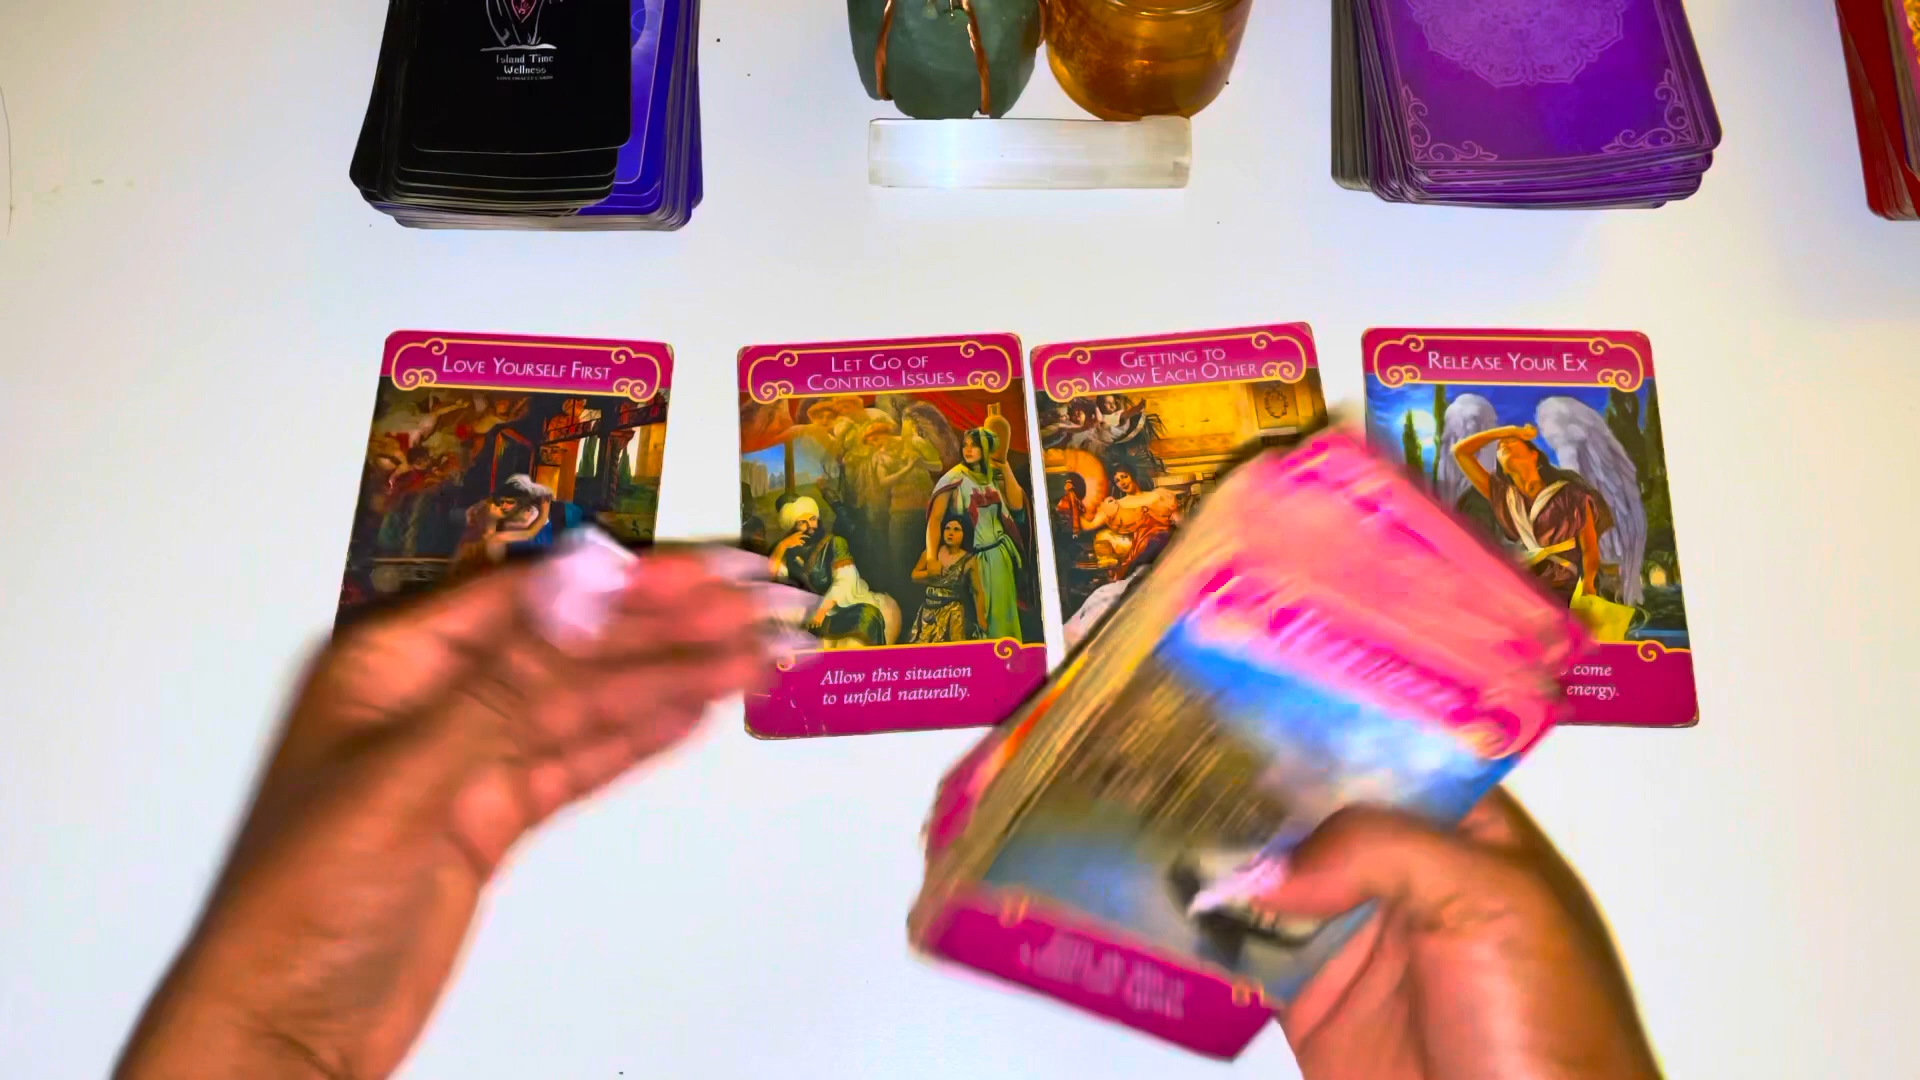 Island Time
Wellness
LOVE YOURSELF FIRST
LET GO OF
CONTROL ISSUES
GETTING TO
KNOW EACH OTHER
RELEASE YOUR EX
Allow this situation
to unfold naturally.
come
energy.